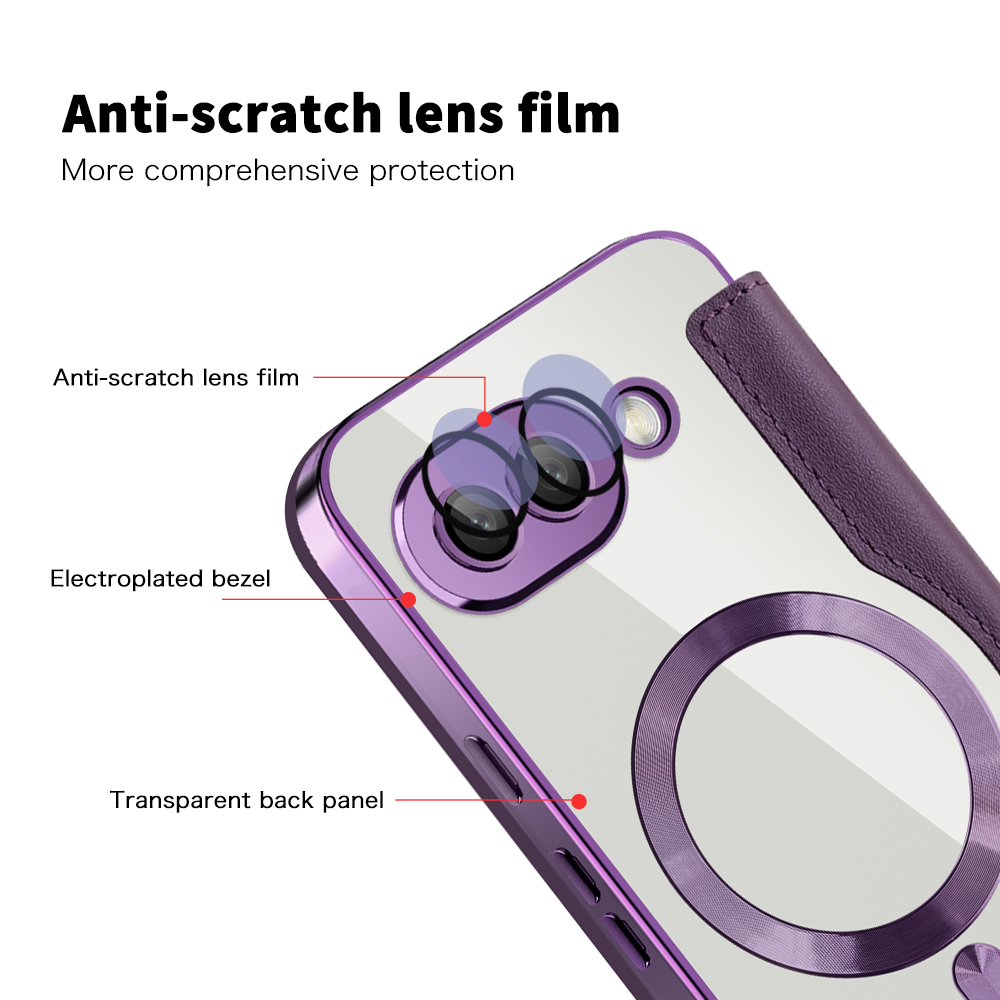 Anti-scratch lens film
More comprehensive protection
Anti-scratch lens film
Electroplated bezel
Transparent back panel